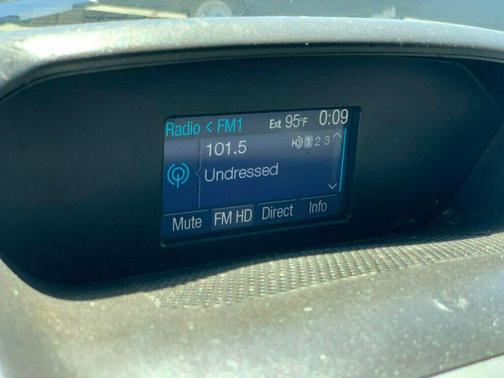 Radio < FM1 Ext 95°F 0:09
101.5 HD 1 2 3
Undressed
Mute FM HD Direct Info